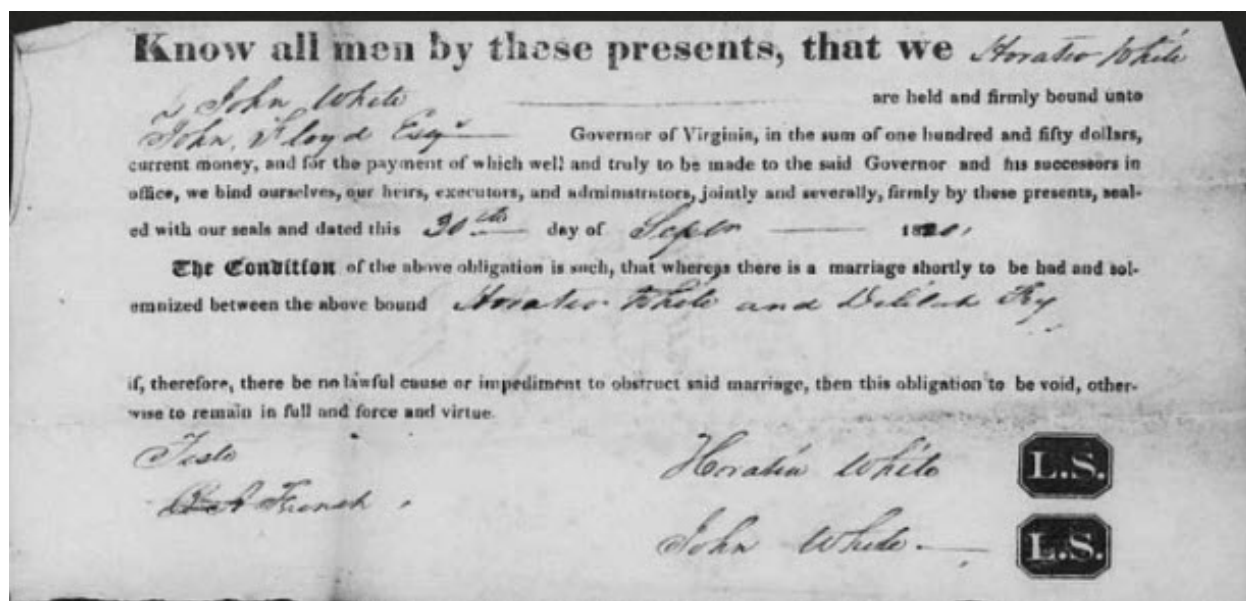 Know all men by these presents, that we Horatio White
& John White are held and firmly bound unto
John Floyd Esqr Governor of Virginia, in the sum of one hundred and fifty dollars,
current money, and for the payment of which well and truly to be made to the said Governor and his successors in
office, we bind ourselves, our heirs, executors, and administrators, jointly and severally, firmly by these presents, seal-
ed with our seals and dated this 30th day of Septr
The Condition of the above obligation is such, that whereas there is a marriage shortly to be had and sol-
emnized between the above bound Horatio White and Delilah Fry
if, therefore, there be no lawful cause or impediment to obstruct said marriage, then this obligation to be void, other-
wise to remain in full and force and virtue.
Teste
French
Horatio White L.S.
John White L.S.